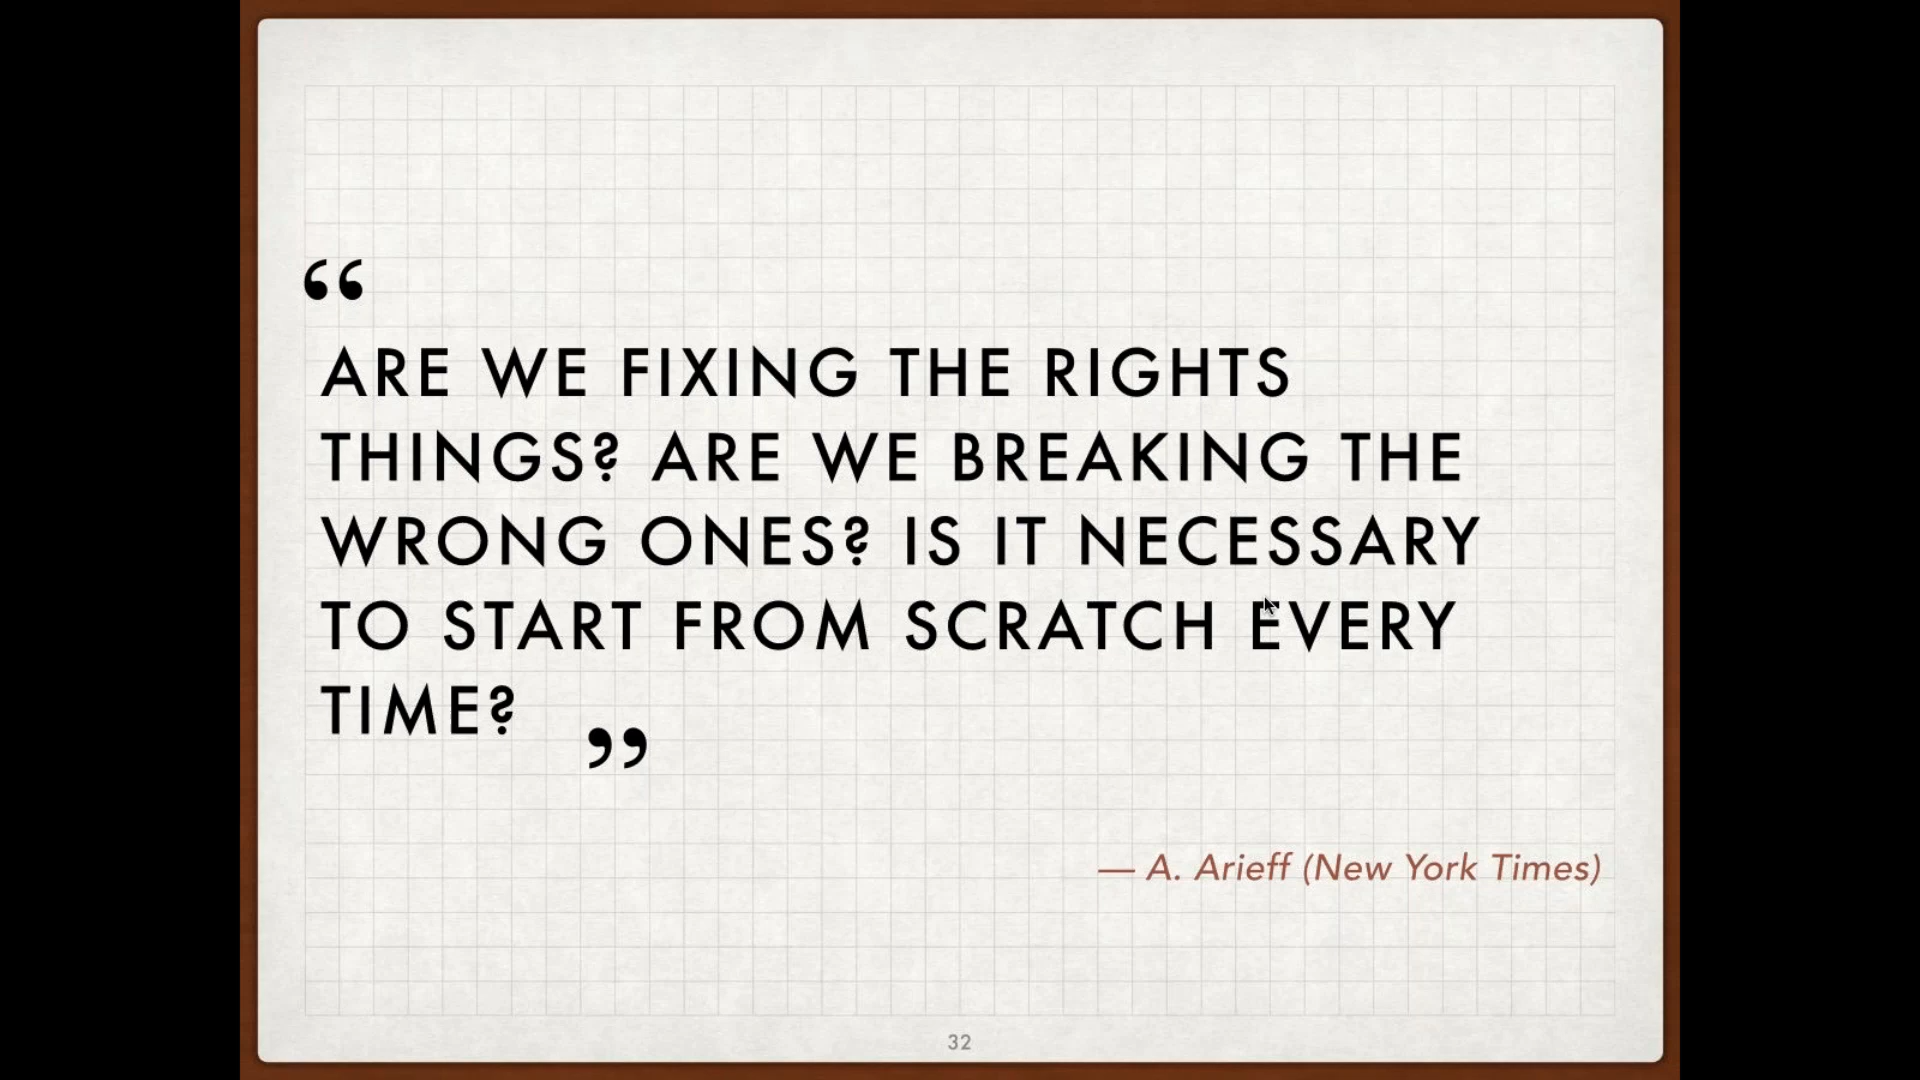 “
ARE WE FIXING THE RIGHTS
THINGS? ARE WE BREAKING THE
WRONG ONES? IS IT NECESSARY
TO START FROM SCRATCH EVERY
TIME? ”
— A. Arieff (New York Times)
32